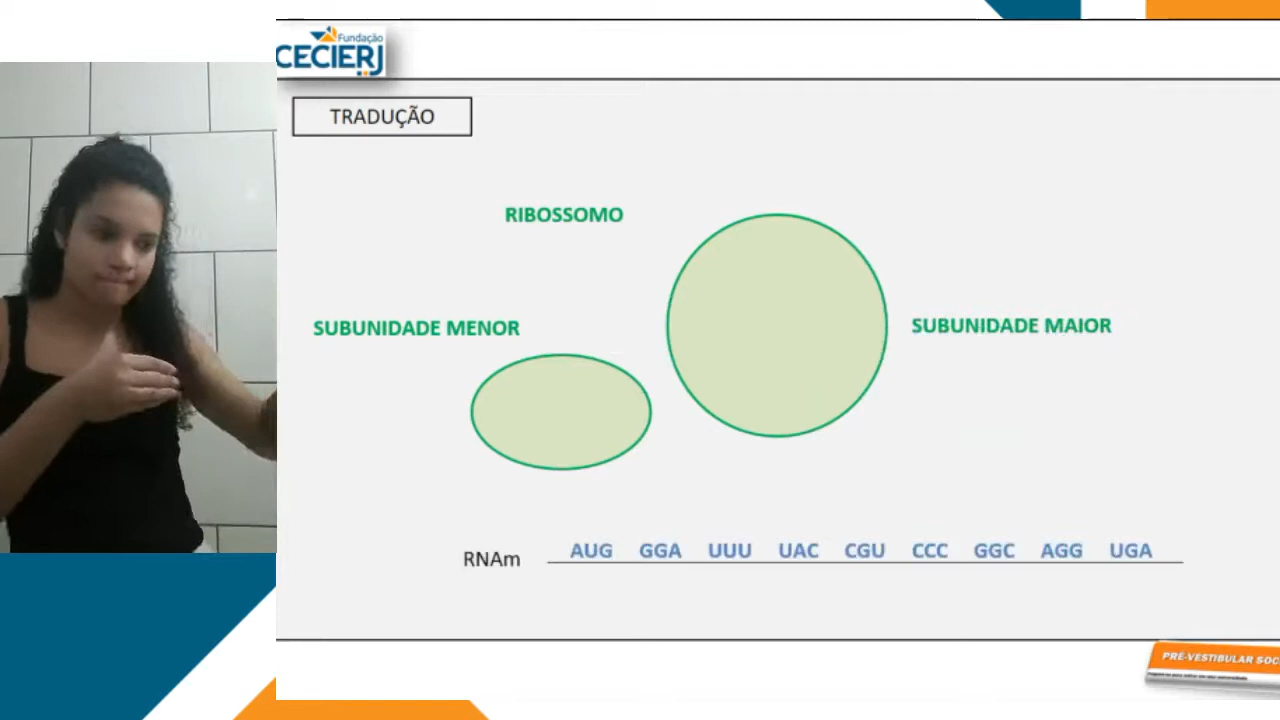 Fundação
CECIERJ
TRADUÇÃO
RIBOSSOMO
SUBUNIDADE MENOR
SUBUNIDADE MAIOR
RNAm AUG GGA UUU UAC CGU CCC GGC AGG UGA
PRÉ-VESTIBULAR SOC